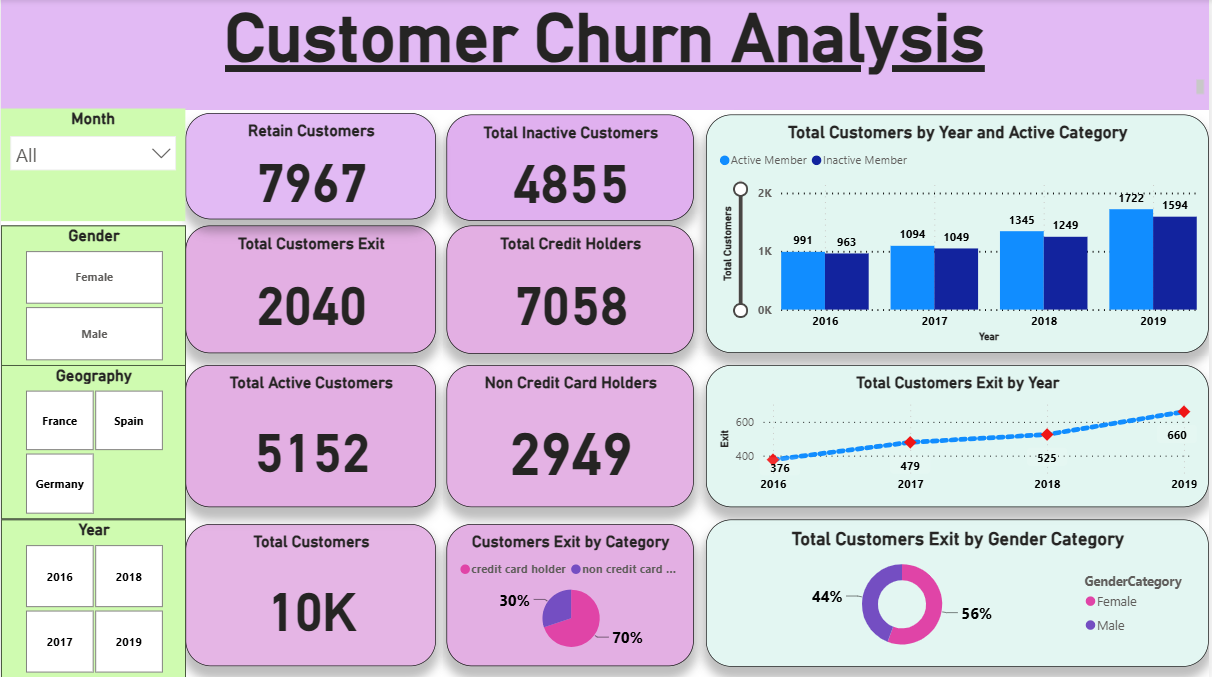 Customer Churn Analysis
Month
All
Gender
Female
Male
Geography
France
Spain
Germany
Year
2016
2018
2017
2019
Retain Customers
7967
Total Inactive Customers
4855
Total Customers Exit
2040
Total Credit Holders
7058
Total Active Customers
5152
Non Credit Card Holders
2949
Total Customers
10K
Customers Exit by Category
credit card holder
non credit card ...
30%
70%
Total Customers by Year and Active Category
Active Member
Inactive Member
Total Customers
2K
1K
0K
991
963
1094
1049
1345
1249
1722
1594
2016
2017
2018
2019
Year
Total Customers Exit by Year
Exit
600
400
376
479
525
660
2016
2017
2018
2019
Total Customers Exit by Gender Category
44%
56%
GenderCategory
Female
Male